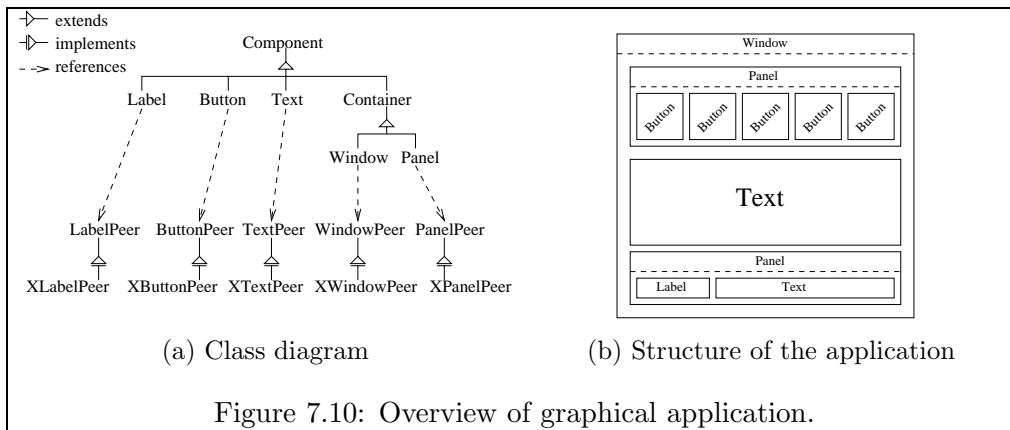 extends
implements
references
Component
Label Button Text Container
Window Panel
LabelPeer ButtonPeer TextPeer WindowPeer PanelPeer
XLabelPeer XButtonPeer XTextPeer XWindowPeer XPanelPeer
(a) Class diagram
Window
Panel
Button Button Button Button Button
Text
Panel
Label Text
(b) Structure of the application
Figure 7.10: Overview of graphical application.